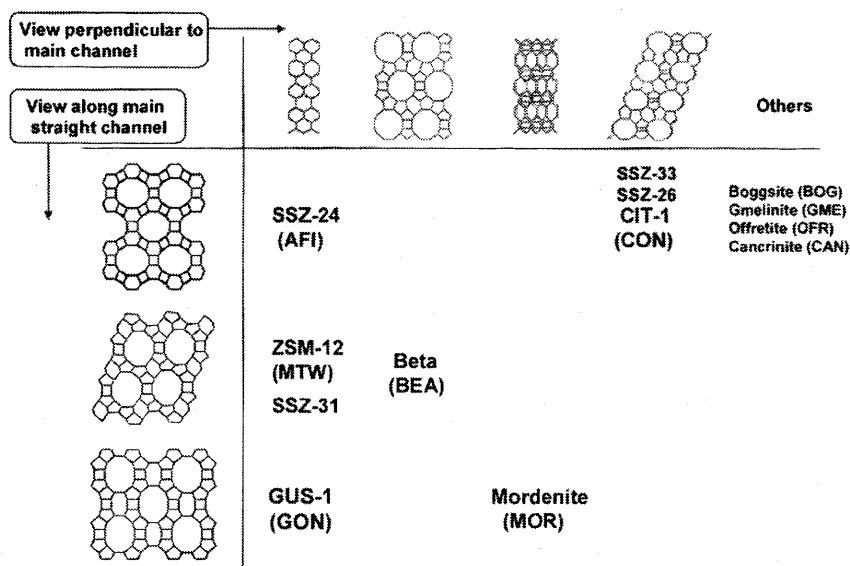 View perpendicular to
main channel
View along main
straight channel
Others
SSZ-33
SSZ-26
SSZ-24
CIT-1
(AFI)
(CON)
Boggsite (BOG)
Gmelinite (GME)
Offretite (OFR)
Cancrinite (CAN)
ZSM-12
(MTW)
SSZ-31
Beta
(BEA)
GUS-1
(GON)
Mordenite
(MOR)